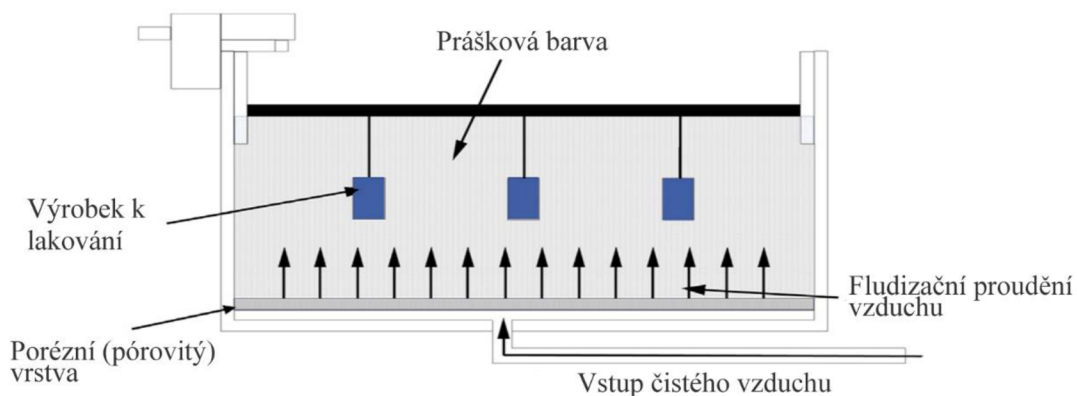 Prášková barva
Výrobek k
lakování
Fludizační proudění
vzduchu
Porézní (pórovitý)
vrstva
Vstup čistého vzduchu